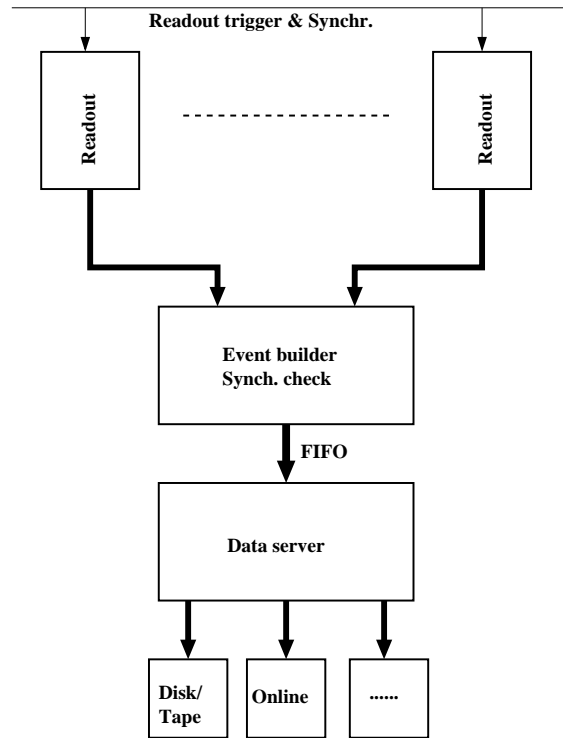 Readout trigger & Synchr.
Readout
Readout
Event builder
Synch. check
FIFO
Data server
Disk/
Tape
Online
......